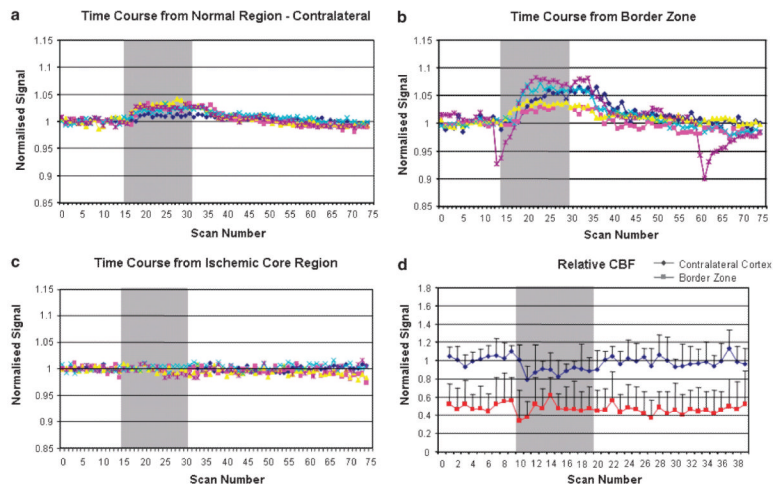 a Time Course from Normal Region - Contralateral
1.15
1.1
1.05
1
0.95
0.9
0.85
Normalised Signal
0 5 10 15 20 25 30 35 40 45 50 55 60 65 70 75
Scan Number
b Time Course from Border Zone
1.15
1.1
1.05
1
0.95
0.9
0.85
Normalised Signal
0 5 10 15 20 25 30 35 40 45 50 55 60 65 70 75
Scan Number
c Time Course from Ischemic Core Region
1.15
1.1
1.05
1
0.95
0.9
0.85
Normalised Signal
0 5 10 15 20 25 30 35 40 45 50 55 60 65 70 75
Scan Number
d Relative CBF
Contralateral Cortex
Border Zone
1.8
1.6
1.4
1.2
1
0.8
0.6
0.4
0.2
0
Normalised Signal
0 2 4 6 8 10 12 14 16 18 20 22 24 26 28 30 32 34 36 38
Scan Number